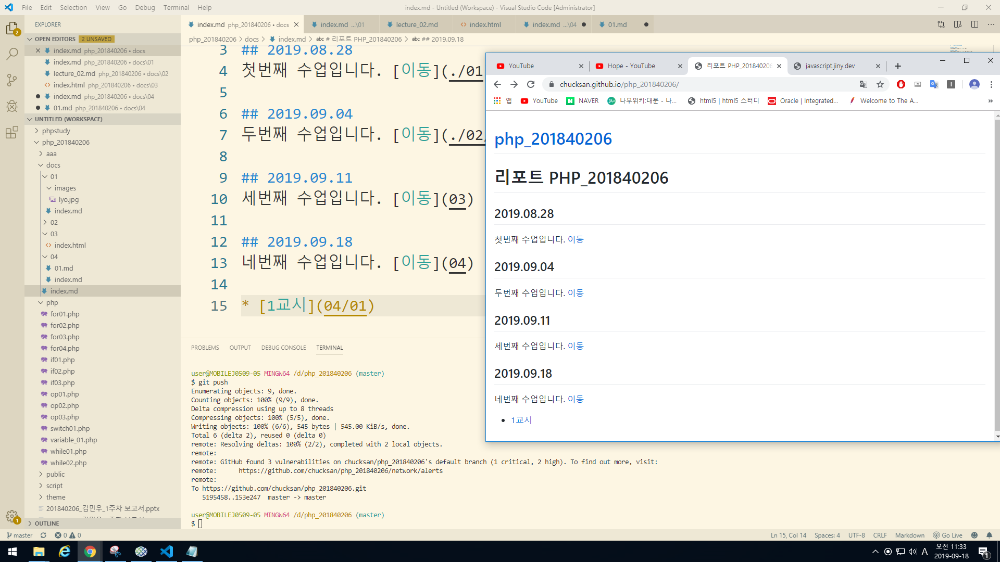 File Edit Selection View Go Debug Terminal Help
index.md - Untitled (Workspace) - Visual Studio Code [Administrator]
2
EXPLORER
OPEN EDITORS 2 UNSAVED
index.md php_201840206 • docs
index.md php_201840206 • docs\01
lecture_02.md php_201840206 • docs\02
index.html php_201840206 • docs\03
index.md php_201840206 • docs\04
01.md php_201840206 • docs\04
UNTITLED (WORKSPACE)
phpstudy
php_201840206
aaa
docs
01
images
lyo.jpg
index.md
02
03
index.html
04
01.md
index.md
index.md
php
for01.php
for02.php
for03.php
for04.php
if01.php
if02.php
if03.php
op01.php
op02.php
op03.php
switch01.php
variable_01.php
while01.php
while02.php
public
script
theme
201840206_김민우_1주차 보고서.pptx
OUTLINE
1
index.md php_201840206 • docs
index.md ...\01
lecture_02.md
index.html
index.md ...\04
01.md
php_201840206 > docs > index.md > abc # 리포트 PHP_201840206 > abc ## 2019.09.18
3 ## 2019.08.28
4 첫번째 수업입니다. [이동](./01
5
6 ## 2019.09.04
7 두번째 수업입니다. [이동](./02/
8
9 ## 2019.09.11
10 세번째 수업입니다. [이동](03)
11
12 ## 2019.09.18
13 네번째 수업입니다. [이동](04)
14
15 * [1교시](04/01)
PROBLEMS OUTPUT DEBUG CONSOLE TERMINAL
user@MOBILEJ0509-05 MINGW64 /d/php_201840206 (master)
$ git push
Enumerating objects: 9, done.
Counting objects: 100% (9/9), done.
Delta compression using up to 8 threads
Compressing objects: 100% (5/5), done.
Writing objects: 100% (6/6), 545 bytes | 545.00 KiB/s, done.
Total 6 (delta 2), reused 0 (delta 0)
remote: Resolving deltas: 100% (2/2), completed with 2 local objects.
remote:
remote: GitHub found 3 vulnerabilities on chucksan/php_201840206's default branch (1 critical, 2 high). To find out more, visit:
remote:      https://github.com/chucksan/php_201840206/network/alerts
remote:
To https://github.com/chucksan/php_201840206.git
   5195458..153e247  master -> master
user@MOBILEJ0509-05 MINGW64 /d/php_201840206 (master)
$
YouTube
Hope - YouTube
리포트 PHP_20184020
javascript.jiny.dev
chucksan.github.io/php_201840206/
앱 YouTube NAVER 나무위키:대문 - 나... html5 | html5 스터디 Oracle | Integrated... Welcome to The A... »
php_201840206
리포트 PHP_201840206
2019.08.28
첫번째 수업입니다. 이동
2019.09.04
두번째 수업입니다. 이동
2019.09.11
세번째 수업입니다. 이동
2019.09.18
네번째 수업입니다. 이동
• 1교시
master 0 0
Ln 15, Col 14 Spaces: 4 UTF-8 CRLF Markdown Go Live
A
오전 11:33
2019-09-18
1